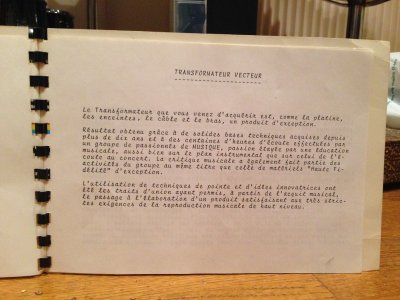 TRANSFORMATEUR VECTEUR
Le Transformateur que vous venez d'acquérir est, comme la platine,
les enceintes, le câble et le bras, un produit d'exception.
Résultat obtenu grâce à de solides bases techniques acquises depuis
plus de dix ans et à des centaines d'heures d'écoute effectuées par
un groupe de passionnés de MUSIQUE, passion étayée par une éducation
musicale, aussi bien sur le plan instrumental que sur celui de l'é-
coute au concert. La critique musicale a également fait partie des
activités du groupe au même titre que celle de matériels "Haute Fi-
délité" d'exception.
L'utilisation de techniques de pointe et d'idées innovatrices ont
été les traits d'union ayant permis, à partir de l'acquit musical,
le passage à l'élaboration d'un produit satisfaisant aux très stric-
tes exigences de la reproduction musicale de haut niveau.